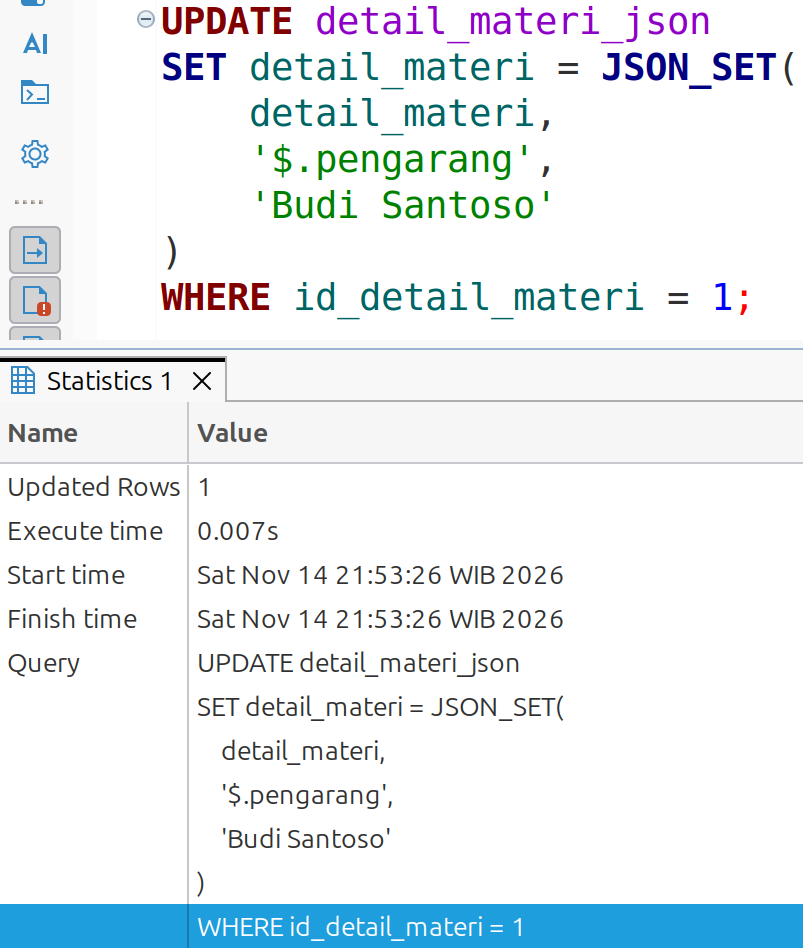 UPDATE detail_materi_json
AI
SET detail_materi = JSON_SET(
    detail_materi,
    '$.pengarang',
    'Budi Santoso'
)
WHERE id_detail_materi = 1;
Statistics 1
Name Value
Updated Rows 1
Execute time 0.007s
Start time Sat Nov 14 21:53:26 WIB 2026
Finish time Sat Nov 14 21:53:26 WIB 2026
Query UPDATE detail_materi_json
SET detail_materi = JSON_SET(
    detail_materi,
    '$.pengarang',
    'Budi Santoso'
)
WHERE id_detail_materi = 1